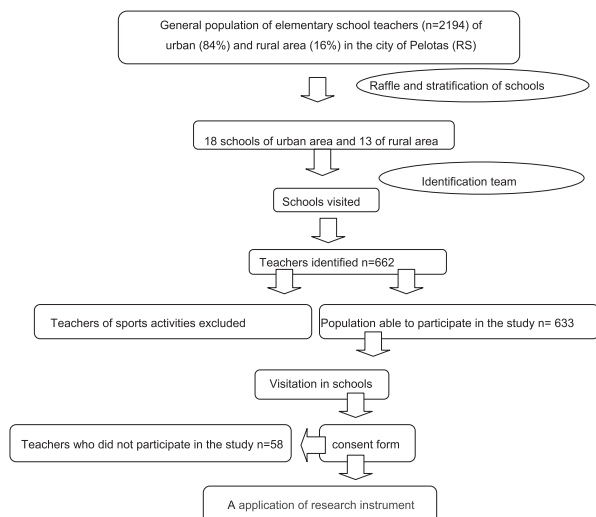 General population of elementary school teachers (n=2194) of
urban (84%) and rural area (16%) in the city of Pelotas (RS)
Raffle and stratification of schools
18 schools of urban area and 13 of rural area
Identification team
Schools visited
Teachers identified n=662
Teachers of sports activities excluded
Population able to participate in the study n= 633
Visitation in schools
Teachers who did not participate in the study n=58
consent form
A application of research instrument